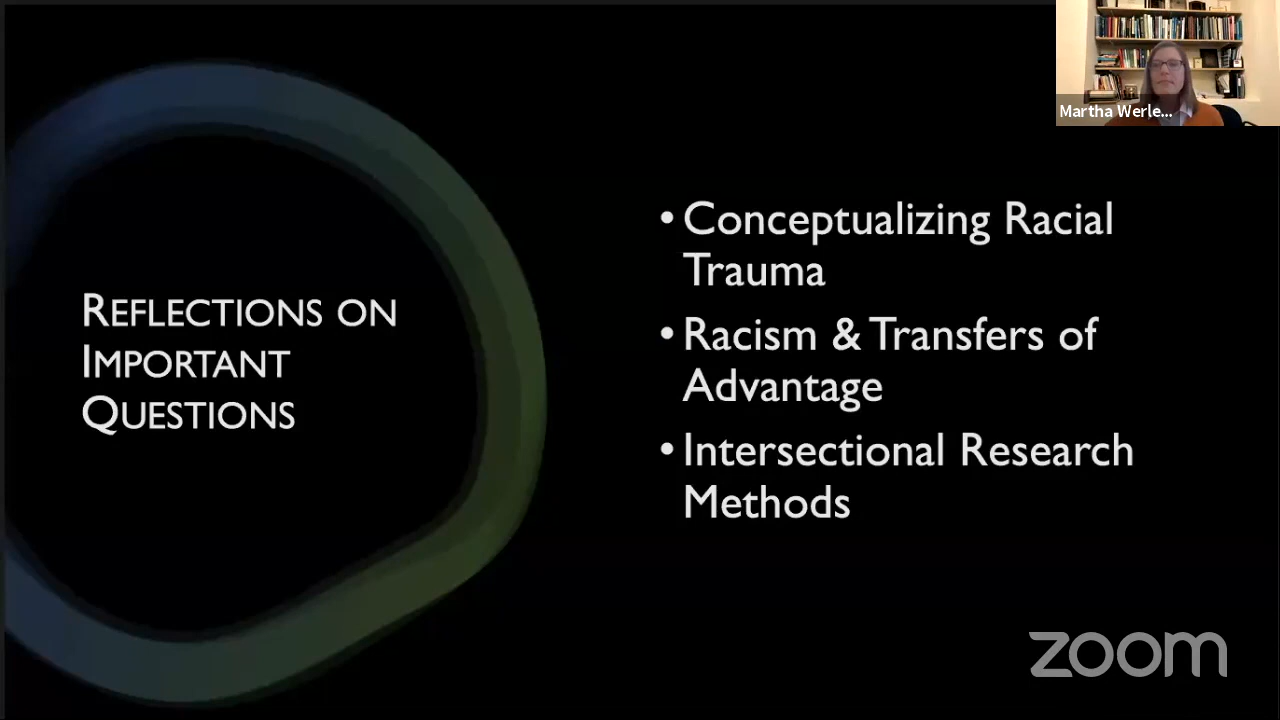 Martha Werle...
REFLECTIONS ON
IMPORTANT
QUESTIONS
• Conceptualizing Racial
Trauma
• Racism & Transfers of
Advantage
• Intersectional Research
Methods
zoom